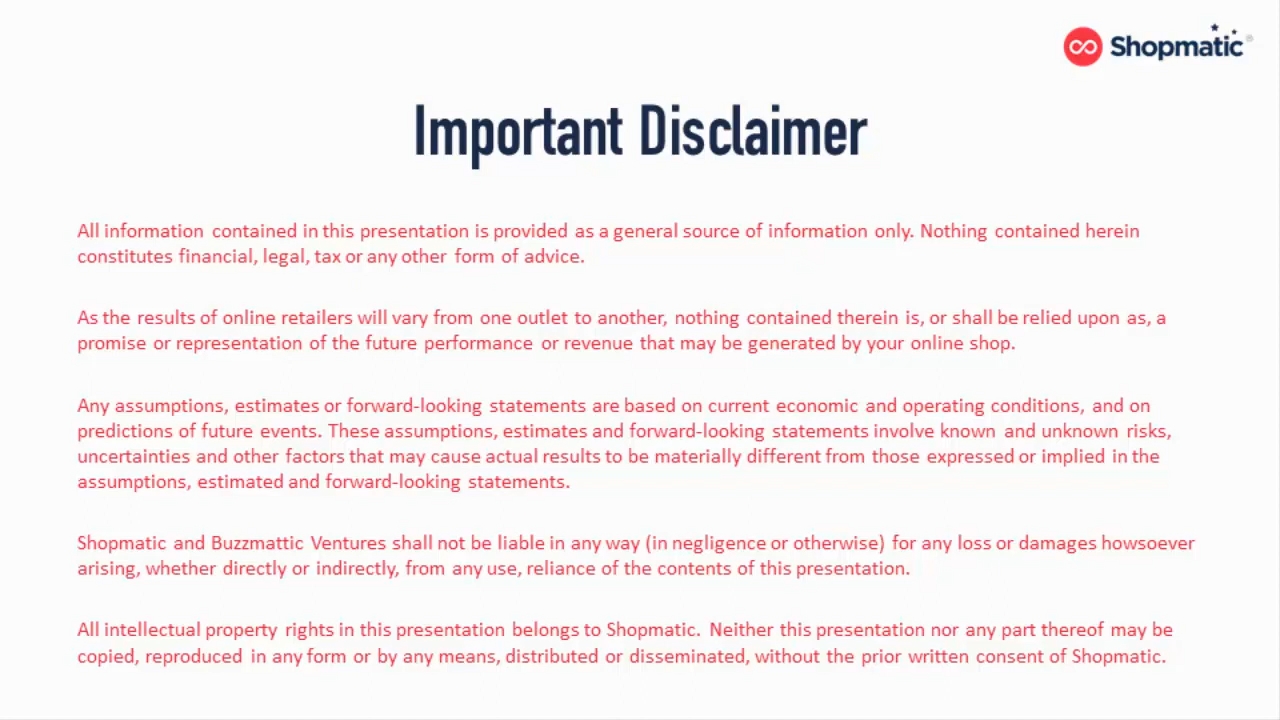 Shopmatic®
Important Disclaimer
All information contained in this presentation is provided as a general source of information only. Nothing contained herein
constitutes financial, legal, tax or any other form of advice.
As the results of online retailers will vary from one outlet to another, nothing contained therein is, or shall be relied upon as, a
promise or representation of the future performance or revenue that may be generated by your online shop.
Any assumptions, estimates or forward-looking statements are based on current economic and operating conditions, and on
predictions of future events. These assumptions, estimates and forward-looking statements involve known and unknown risks,
uncertainties and other factors that may cause actual results to be materially different from those expressed or implied in the
assumptions, estimated and forward-looking statements.
Shopmatic and Buzzmattic Ventures shall not be liable in any way (in negligence or otherwise) for any loss or damages howsoever
arising, whether directly or indirectly, from any use, reliance of the contents of this presentation.
All intellectual property rights in this presentation belongs to Shopmatic. Neither this presentation nor any part thereof may be
copied, reproduced in any form or by any means, distributed or disseminated, without the prior written consent of Shopmatic.